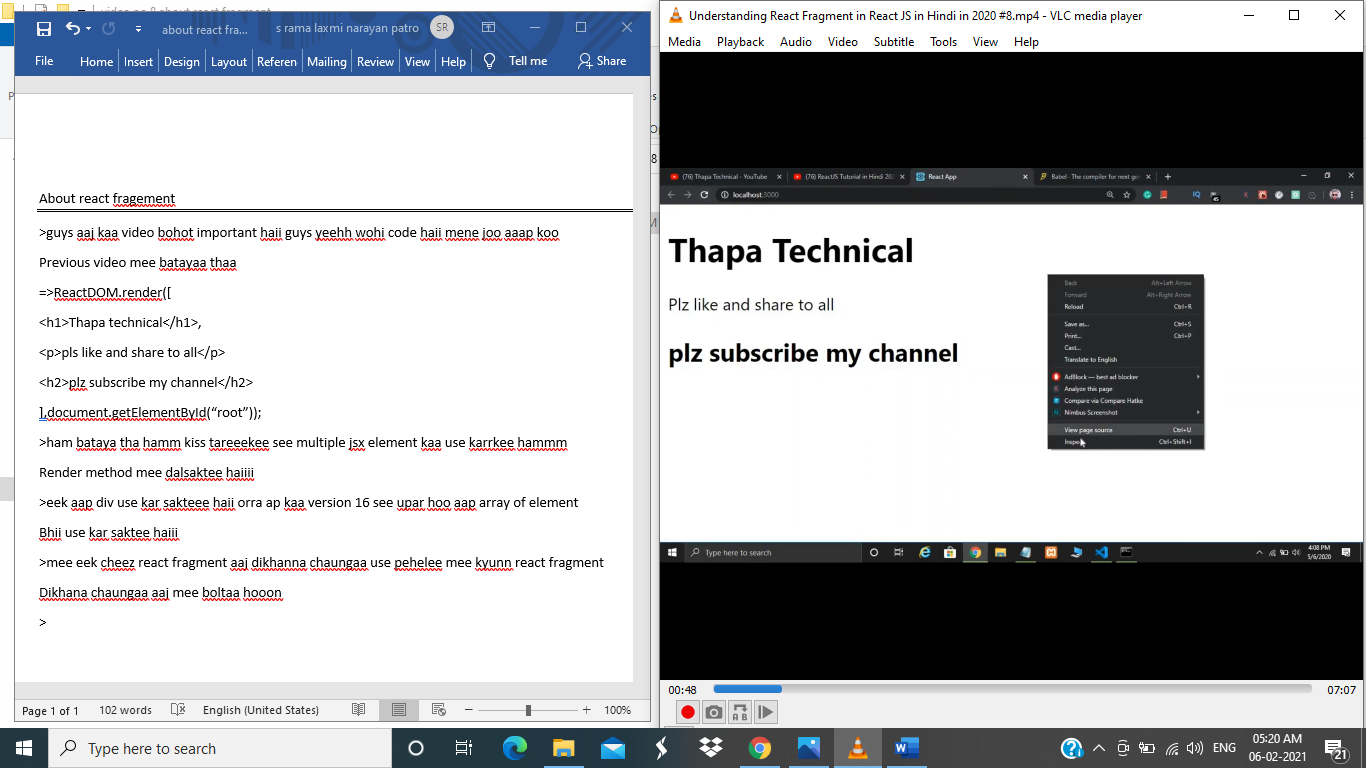 video no 8 about react fragment
about react fra...
s rama laxmi narayan patro
SR
File
Home
Insert
Design
Layout
Referen
Mailing
Review
View
Help
Tell me
Share
About react fragement
>guys aaj kaa video bohot important haii guys yeehh wohi code haii mene joo aaap koo
Previous video mee batayaa thaa
=>ReactDOM.render([
<h1>Thapa technical</h1>,
<p>pls like and share to all</p>
<h2>plz subscribe my channel</h2>
],document.getElementById(“root”));
>ham bataya tha hamm kiss tareeekee see multiple jsx element kaa use karrkee hammm
Render method mee dalsaktee haiiii
>eek aap div use kar sakteee haii orra ap kaa version 16 see upar hoo aap array of element
Bhii use kar saktee haiii
>mee eek cheez react fragment aaj dikhanna chaungaa use pehelee mee kyunn react fragment
Dikhana chaungaa aaj mee boltaa hooon
>
Page 1 of 1
102 words
English (United States)
100%
Understanding React Fragment in React JS in Hindi in 2020 #8.mp4 - VLC media player
Media
Playback
Audio
Video
Subtitle
Tools
View
Help
(76) Thapa Technical - YouTube
(76) ReactJS Tutorial in Hindi 202
React App
Babel - The compiler for next ge
localhost:3000
Thapa Technical
Plz like and share to all
plz subscribe my channel
Back Alt+Left Arrow
Forward Alt+Right Arrow
Reload Ctrl+R
Save as... Ctrl+S
Print... Ctrl+P
Cast...
Translate to English
AdBlock — best ad blocker
Analyze this page
Compare via Compare Hatke
Nimbus Screenshot
View page source Ctrl+U
Inspect Ctrl+Shift+I
Type here to search
4:08 PM
5/6/2020
00:48
07:07
Type here to search
ENG
05:20 AM
06-02-2021
21